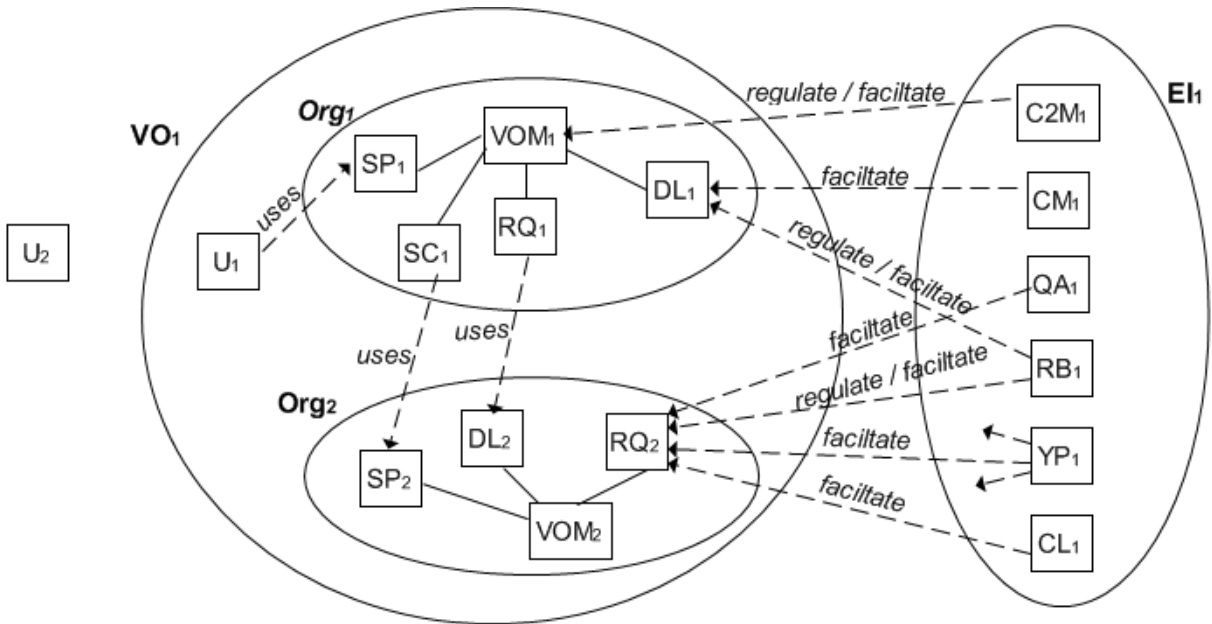 regulate / faciltate
EI1
C2M1
Org1
VO1
VOM1
SP1
faciltate
DL1
CM1
uses
RQ1
SC1
U2
U1
regulate / faciltate
QA1
uses
faciltate
uses
RB1
regulate / faciltate
Org2
DL2
RQ2
faciltate
YP1
SP2
faciltate
VOM2
CL1